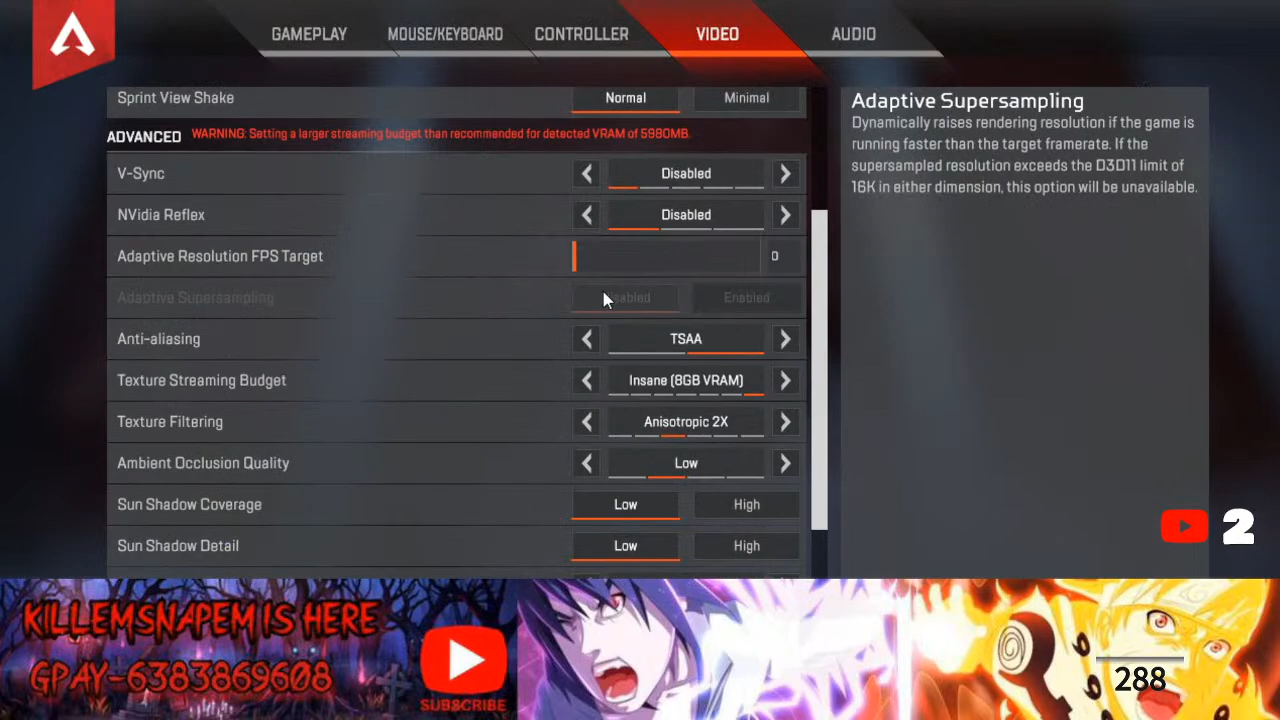 GAMEPLAY MOUSE/KEYBOARD CONTROLLER VIDEO AUDIO
Sprint View Shake Normal Minimal
ADVANCED WARNING: Setting a larger streaming budget than recommended for detected VRAM of 5980MB.
V-Sync Disabled
NVidia Reflex Disabled
Adaptive Resolution FPS Target 0
Adaptive Supersampling Disabled Enabled
Anti-aliasing TSAA
Texture Streaming Budget Insane (8GB VRAM)
Texture Filtering Anisotropic 2X
Ambient Occlusion Quality Low
Sun Shadow Coverage Low High
Sun Shadow Detail Low High
Adaptive Supersampling
Dynamically raises rendering resolution if the game is
running faster than the target framerate. If the
supersampled resolution exceeds the D3D11 limit of
16K in either dimension, this option will be unavailable.
2
KILLEMSNAPEM IS HERE
GPAY-6383869608
SUBSCRIBE
288